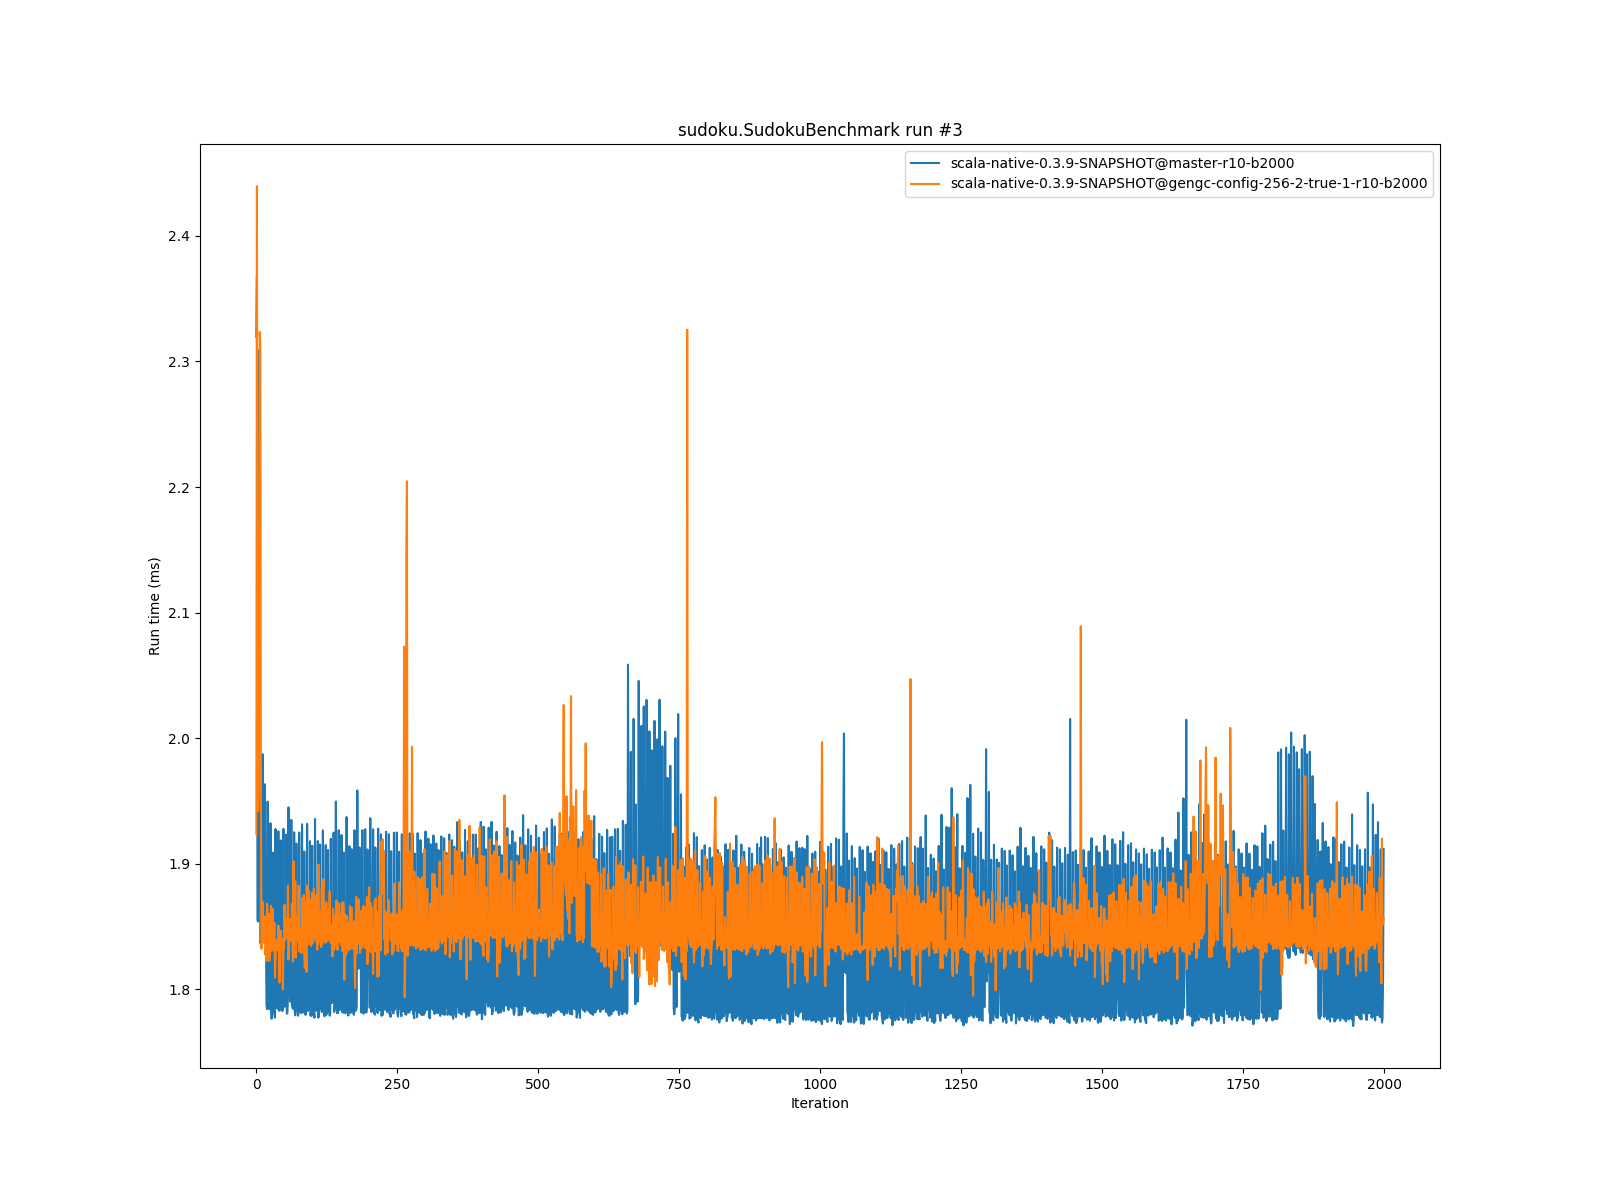 sudoku.SudokuBenchmark run #3
scala-native-0.3.9-SNAPSHOT@master-r10-b2000
scala-native-0.3.9-SNAPSHOT@gengc-config-256-2-true-1-r10-b2000
Run time (ms)
2.4
2.3
2.2
2.1
2.0
1.9
1.8
0 250 500 750 1000 1250 1500 1750 2000
Iteration